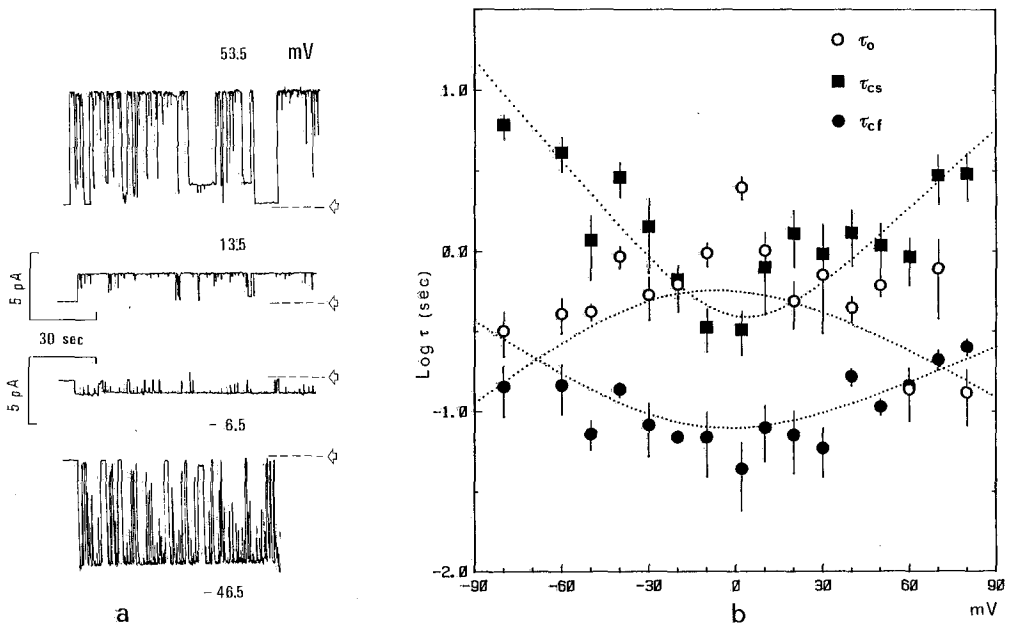 53.5 mV
5 pA
13.5
30 sec
5 pA
- 6.5
- 46.5
a
b
τo
τcs
τcf
Log τ (sec)
1.0
0.0
-1.0
-2.0
-90 -60 -30 0 30 60 90
mV
b